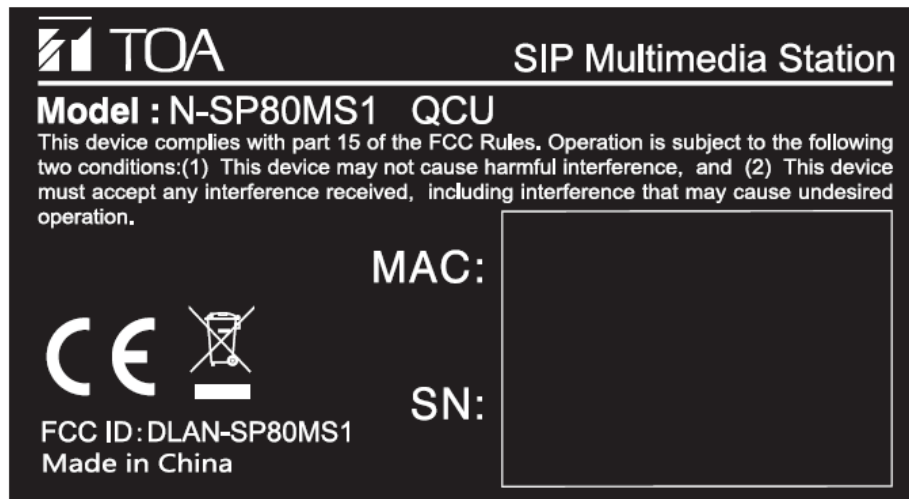 TOA
SIP Multimedia Station
Model : N-SP80MS1 QCU
This device complies with part 15 of the FCC Rules. Operation is subject to the following
two conditions:(1) This device may not cause harmful interference, and (2) This device
must accept any interference received, including interference that may cause undesired
operation.
MAC:
CE
SN:
FCC ID:DLAN-SP80MS1
Made in China